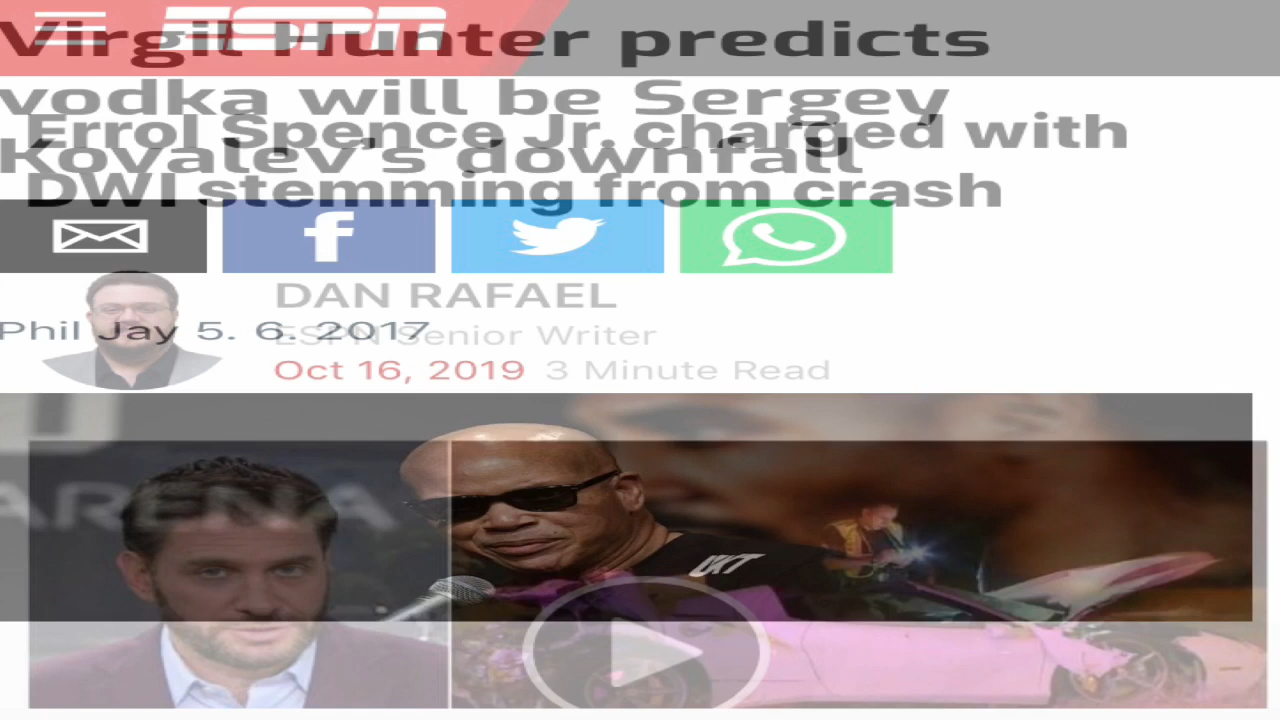 ESPN
Virgil Hunter predicts
vodka will be Sergey
Errol Spence Jr. charged with
Kovalev's downfall
DWI stemming from crash
f
DAN RAFAEL
Phil Jay 5. 6. 2017
ESPN Senior Writer
Oct 16, 2019 3 Minute Read
ARENA